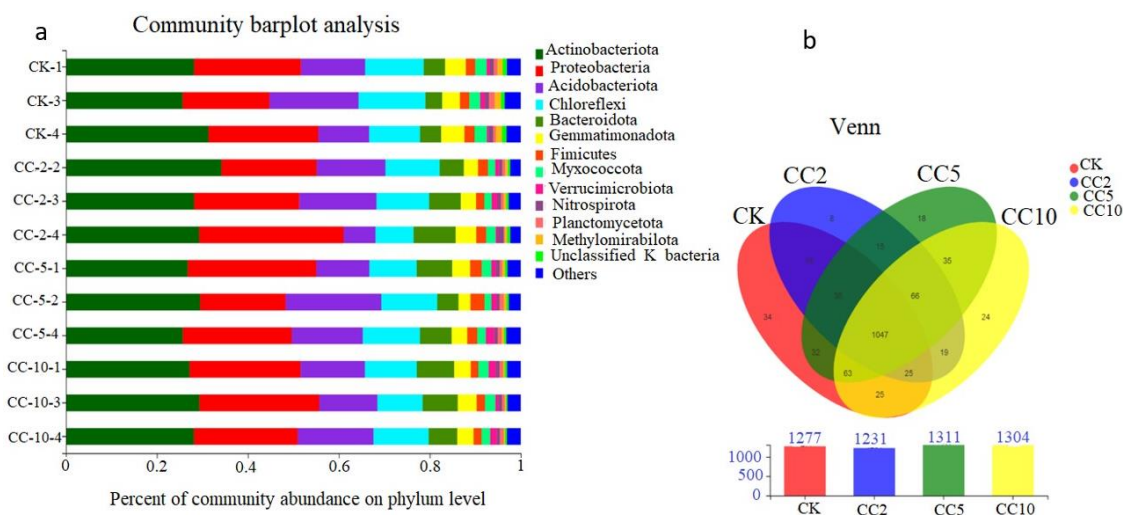 a
Community barplot analysis
CK-1
CK-3
CK-4
CC-2-2
CC-2-3
CC-2-4
CC-5-1
CC-5-2
CC-5-4
CC-10-1
CC-10-3
CC-10-4
0
0.2
0.4
0.6
0.8
1
Percent of community abundance on phylum level
Actinobacteriota
Proteobacteria
Acidobacteriota
Chloreflexi
Bacteroidota
Gemmatimonadota
Fimicutes
Myxococcota
Verrucimicrobiota
Nitrospirota
Planctomycetota
Methylomirabilota
Unclassified K bacteria
Others
b
Venn
CC2
CC5
CK
CC10
CK
CC2
CC5
CC10
8
18
15
35
66
34
24
1047
32
19
63
25
25
1277
1231
1311
1304
1000
500
0
CK
CC2
CC5
CC10